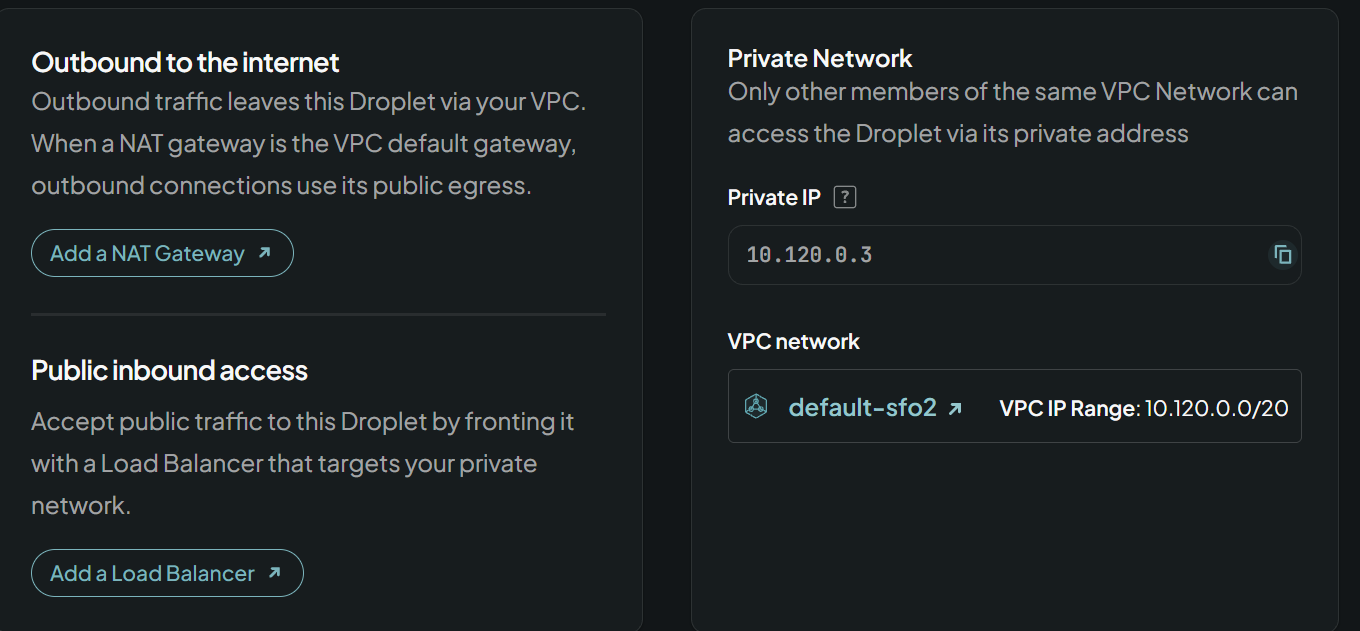 Outbound to the internet
Outbound traffic leaves this Droplet via your VPC.
When a NAT gateway is the VPC default gateway,
outbound connections use its public egress.
Add a NAT Gateway
Public inbound access
Accept public traffic to this Droplet by fronting it
with a Load Balancer that targets your private
network.
Add a Load Balancer
Private Network
Only other members of the same VPC Network can
access the Droplet via its private address
Private IP ?
10.120.0.3
VPC network
default-sfo2 VPC IP Range: 10.120.0.0/20